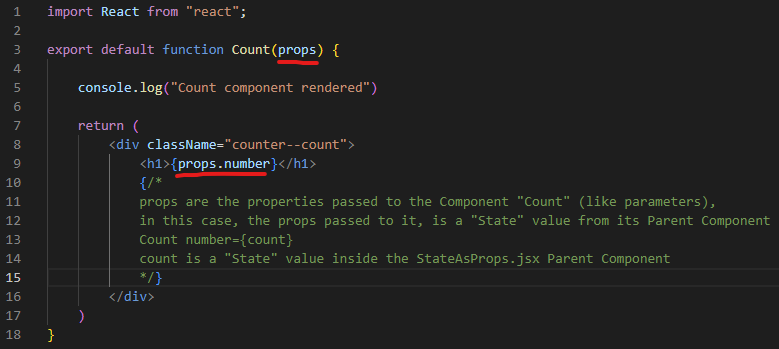 1 import React from "react";
2
3 export default function Count(props) {
4
5 console.log("Count component rendered")
6
7 return (
8 <div className="counter--count">
9 <h1>{props.number}</h1>
10 {/*
11 props are the properties passed to the Component "Count" (like parameters),
12 in this case, the props passed to it, is a "State" value from its Parent Component
13 Count number={count}
14 count is a "State" value inside the StateAsProps.jsx Parent Component
15 */}
16 </div>
17 )
18 }